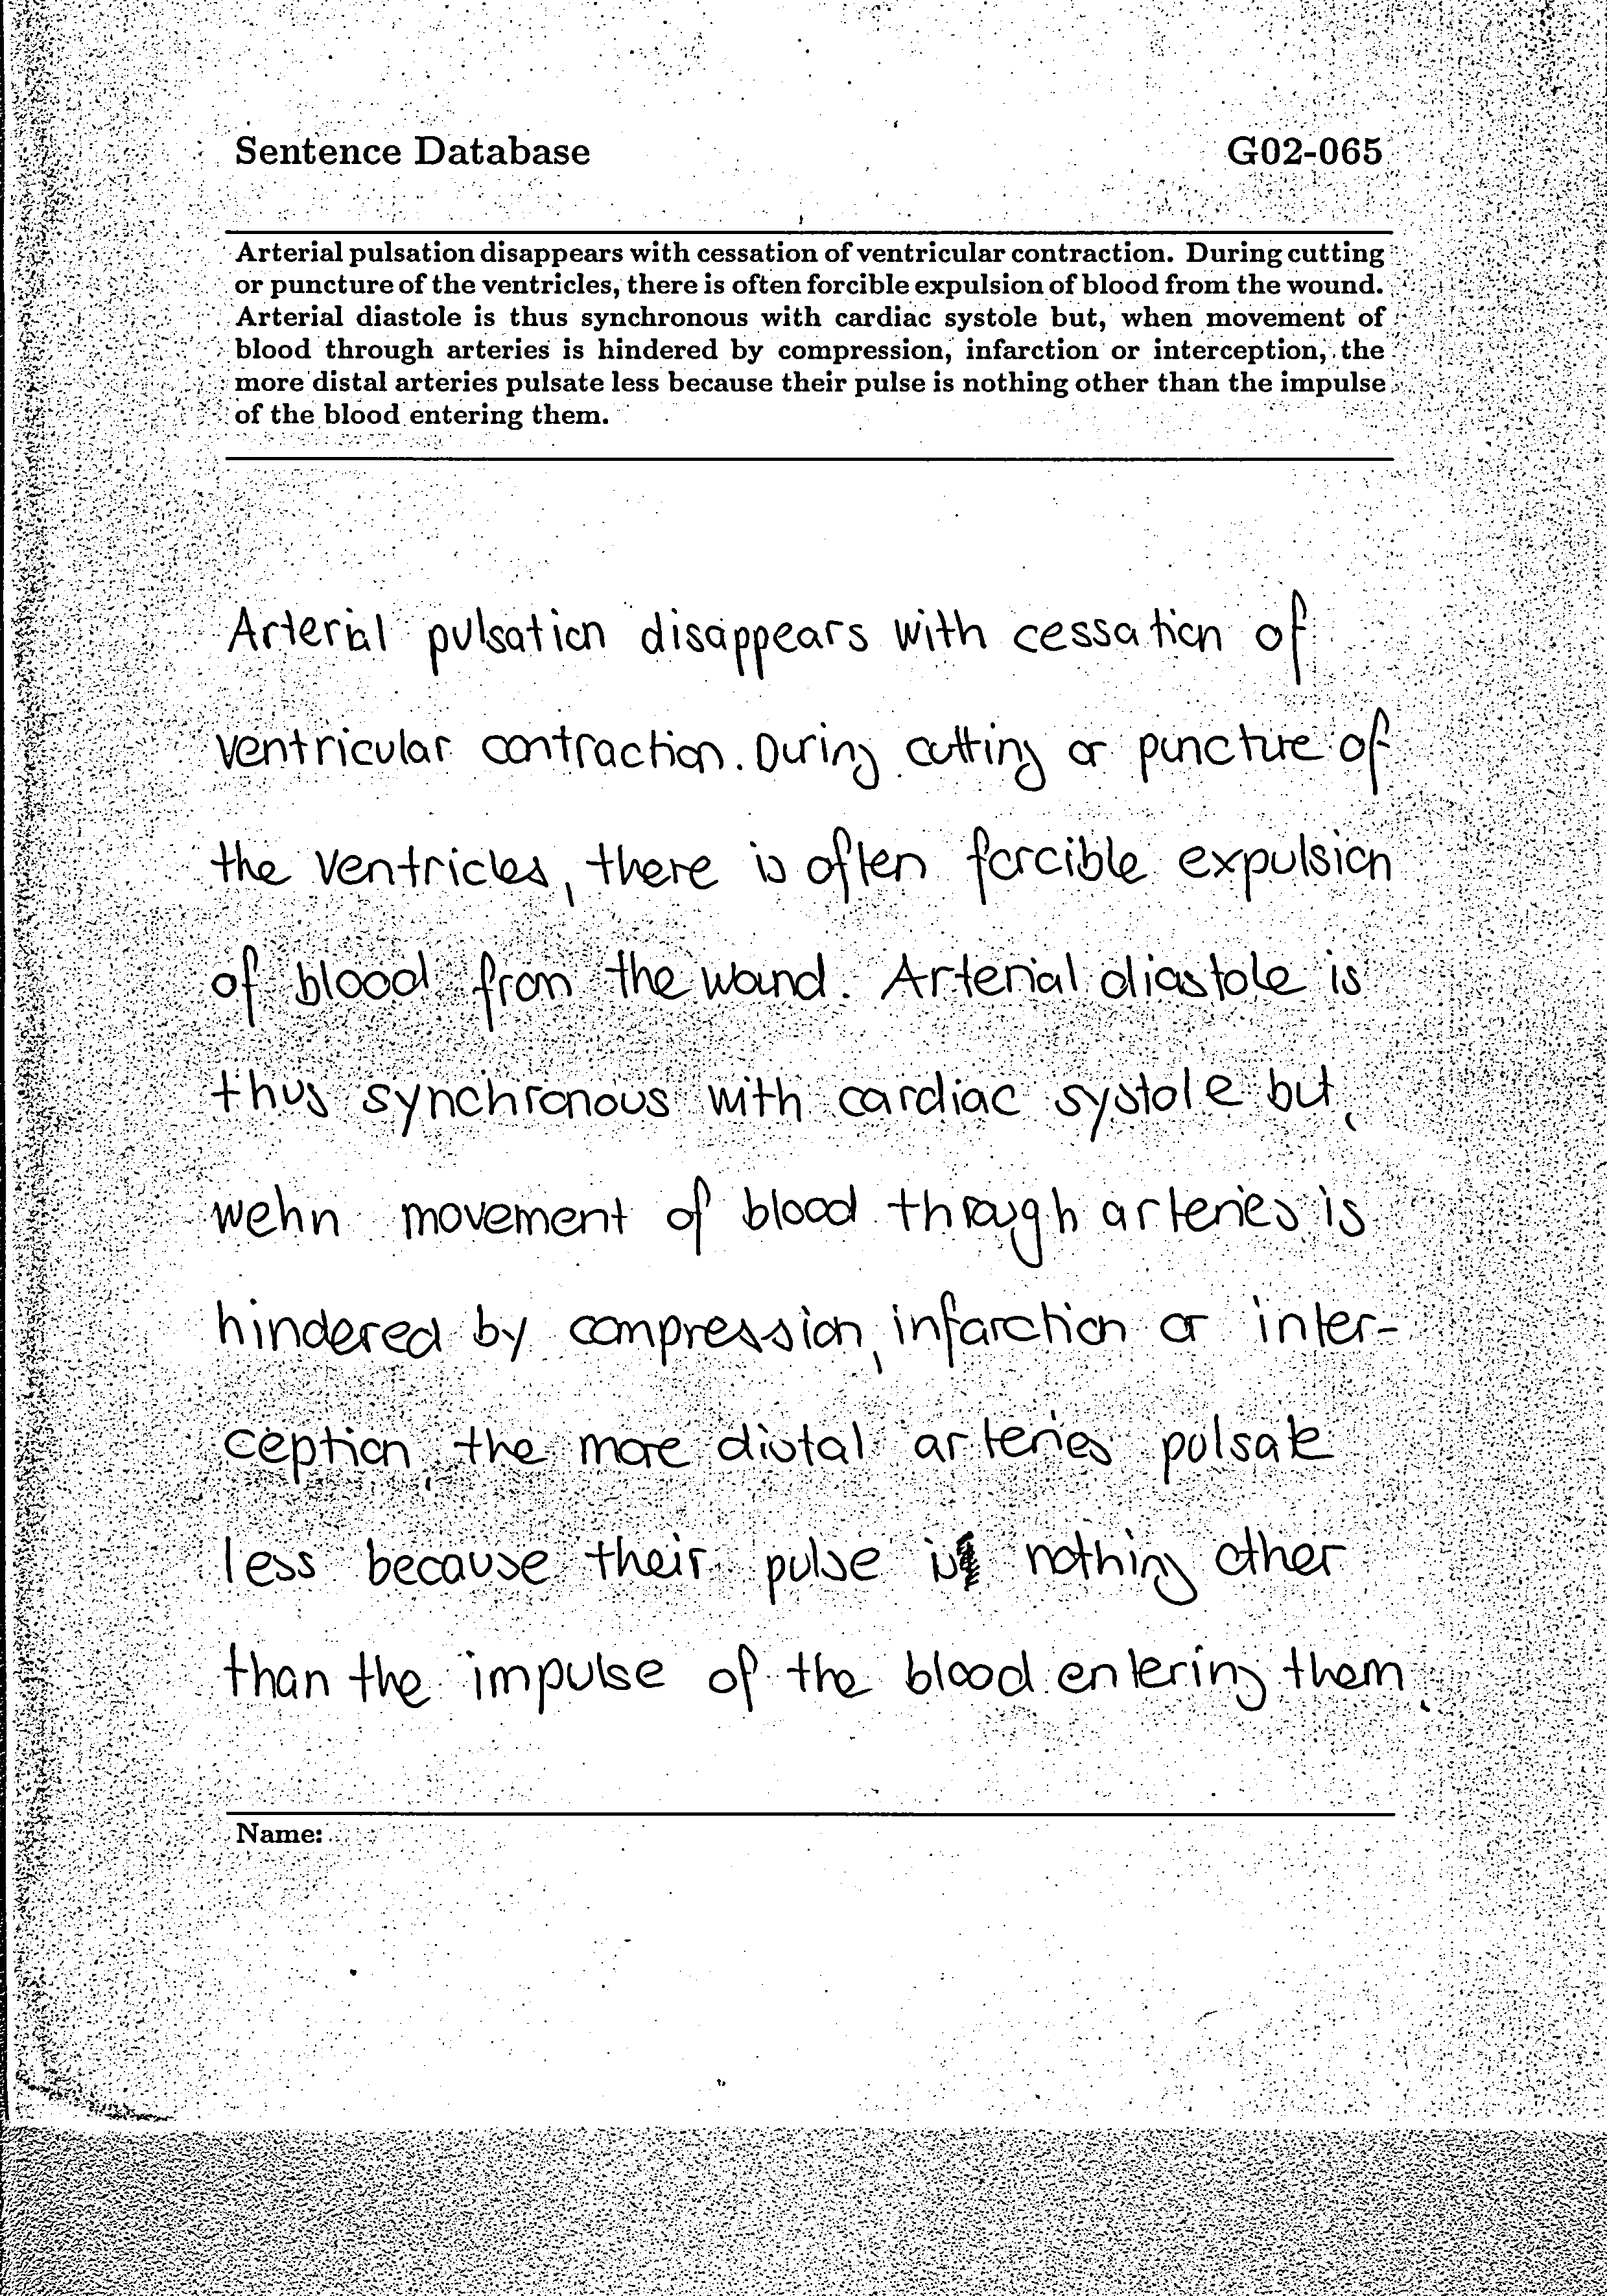 Sentence Database G02-065
Arterial pulsation disappears with cessation of ventricular contraction. During cutting
or puncture of the ventricles, there is often forcible expulsion of blood from the wound.
Arterial diastole is thus synchronous with cardiac systole but, when movement of
blood through arteries is hindered by compression, infarction or interception, the
more distal arteries pulsate less because their pulse is nothing other than the impulse
of the blood entering them.
Arterial pulsation disappears with cessation of
ventricular contraction. During cutting or puncture of
the ventricles, there is often forcible expulsion
of blood from the wound. Arterial diastole is
thus synchronous with cardiac systole but,
wehn movement of blood through arteries is
hindered by compression, infarction or inter-
ception, the more distal arteries pulsate
less because their pulse is nothing other
than the impulse of the blood entering them.
Name: